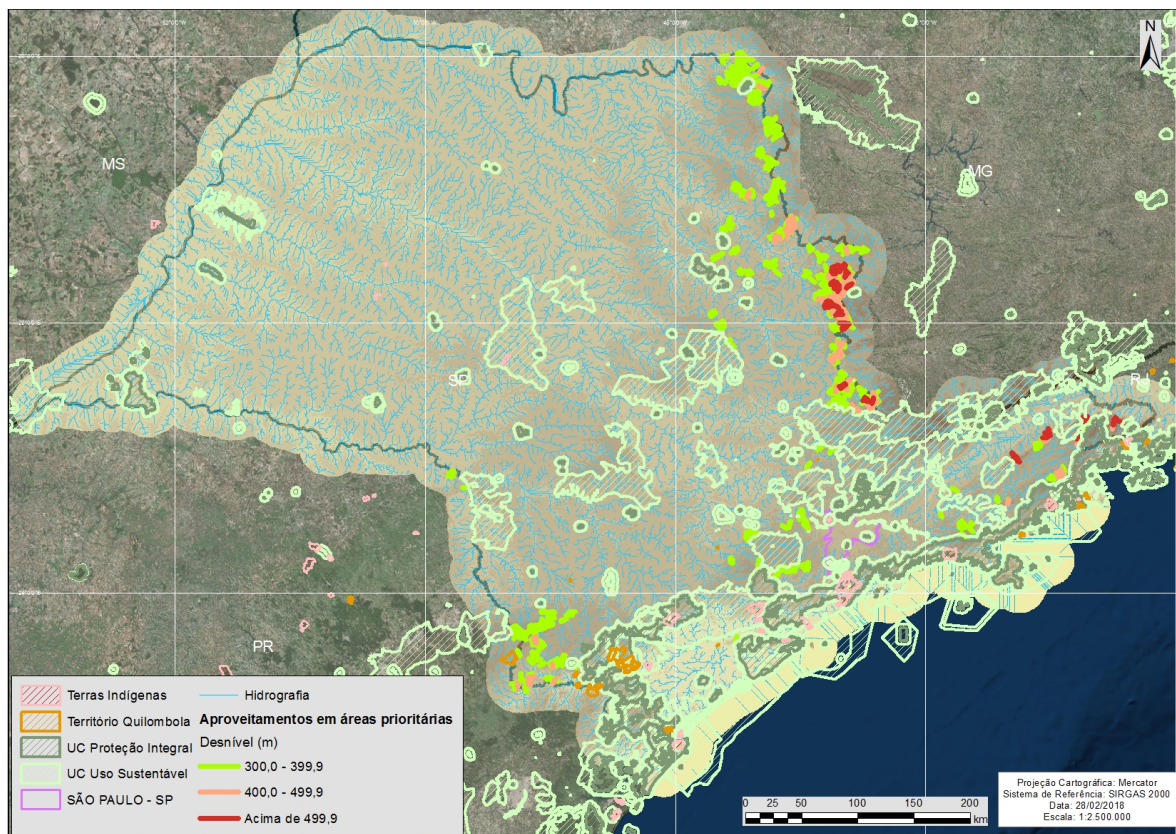 N
MS
MG
SP
RJ
PR
Terras Indígenas
Território Quilombola
UC Proteção Integral
UC Uso Sustentável
SÃO PAULO - SP
Hidrografia
Aproveitamentos em áreas prioritárias
Desnível (m)
300,0 - 399,9
400,0 - 499,9
Acima de 499,9
0 25 50 100 150 200
km
Projeção Cartográfica: Mercator
Sistema de Referência: SIRGAS 2000
Data: 28/02/2018
Escala: 1:2.500.000